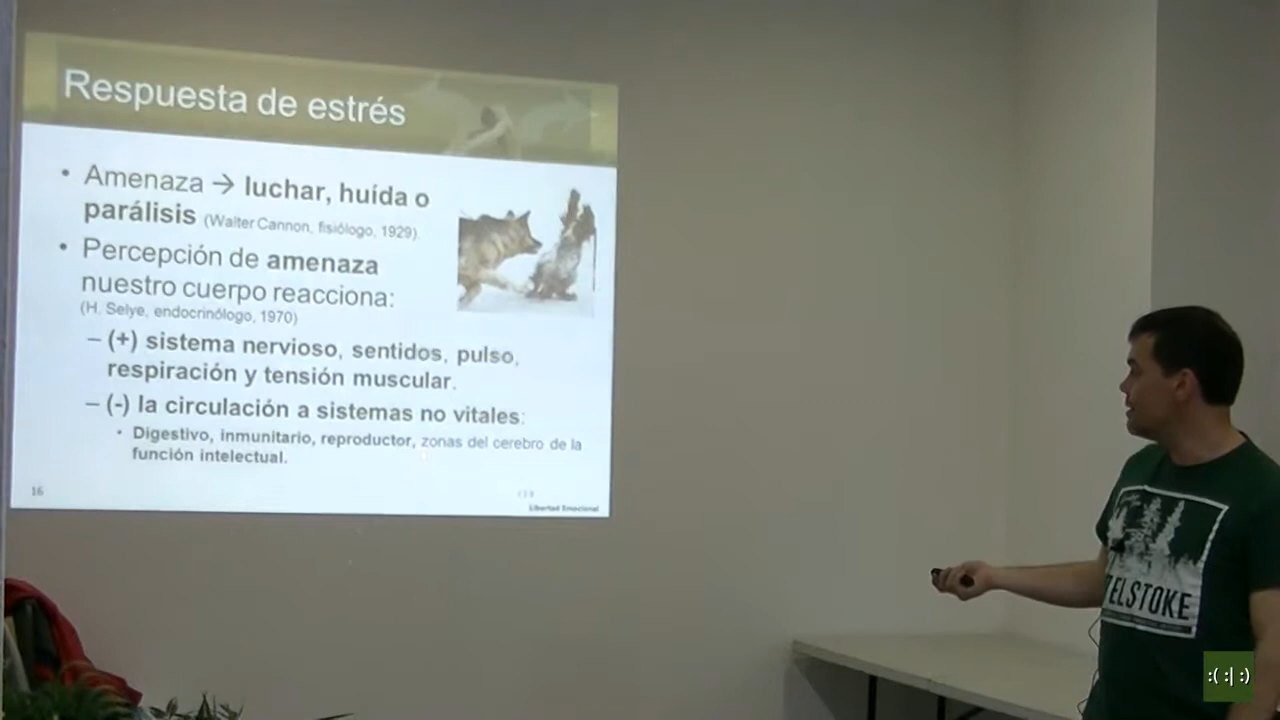 Respuesta de estrés
• Amenaza → luchar, huída o
parálisis (Walter Cannon, fisiólogo, 1929).
• Percepción de amenaza
nuestro cuerpo reacciona:
(H. Selye, endocrinólogo, 1970)
– (+) sistema nervioso, sentidos, pulso,
respiración y tensión muscular.
– (-) la circulación a sistemas no vitales:
• Digestivo, inmunitario, reproductor, zonas del cerebro de la
función intelectual.
16
Libertad Emocional
ELSTOKE
:( :| :)